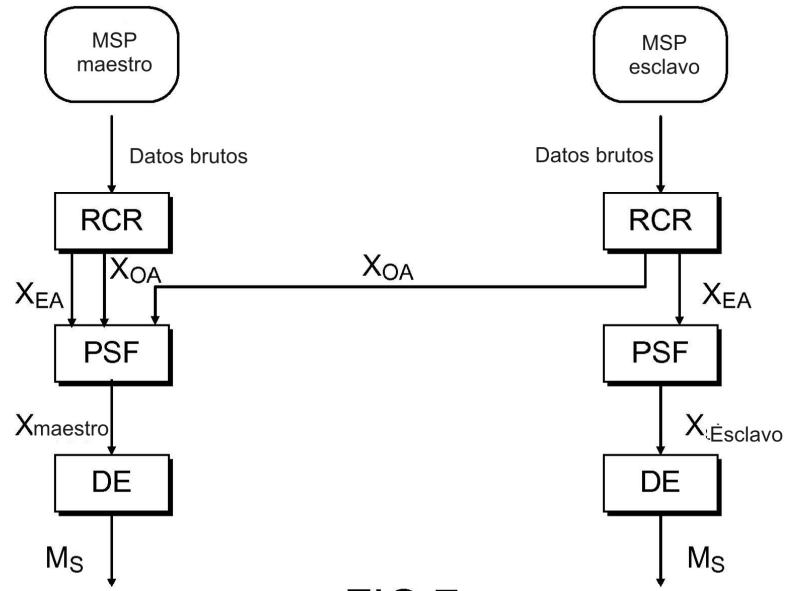 MSP
maestro
MSP
esclavo
Datos brutos
Datos brutos
RCR
RCR
XOA
XOA
XEA
XEA
PSF
PSF
Xmaestro
XEsclavo
DE
DE
MS
MS